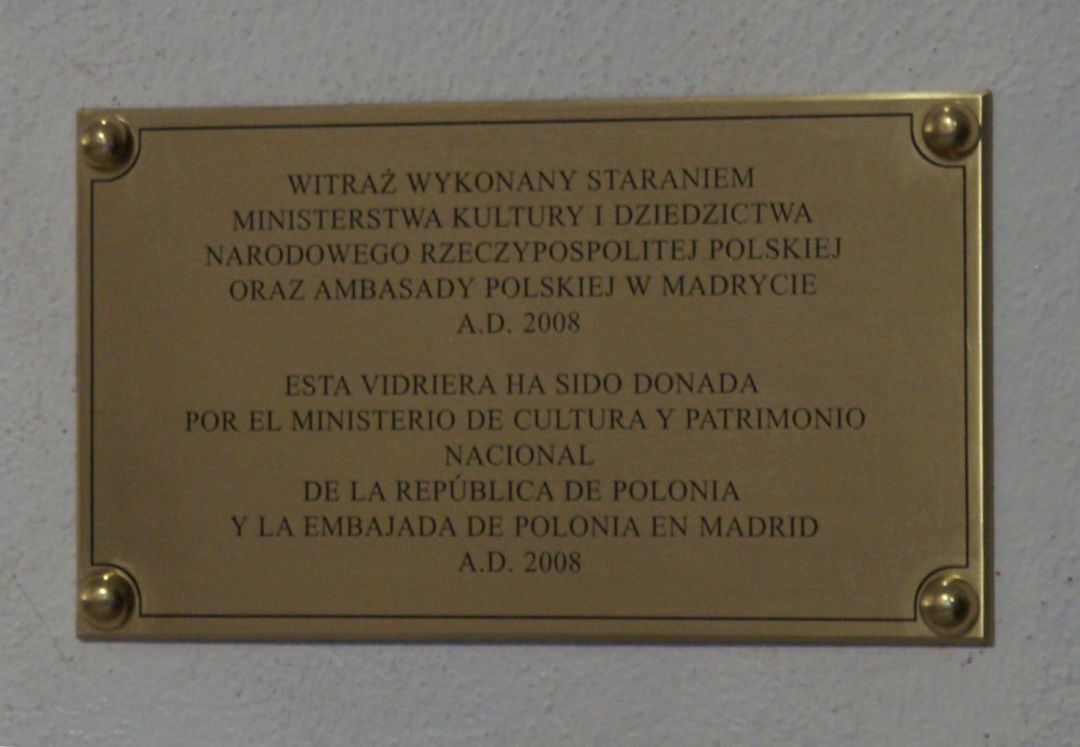 WITRAŻ WYKONANY STARANIEM
MINISTERSTWA KULTURY I DZIEDZICTWA
NARODOWEGO RZECZYPOSPOLITEJ POLSKIEJ
ORAZ AMBASADY POLSKIEJ W MADRYCIE
A.D. 2008
ESTA VIDRIERA HA SIDO DONADA
POR EL MINISTERIO DE CULTURA Y PATRIMONIO
NACIONAL
DE LA REPÚBLICA DE POLONIA
Y LA EMBAJADA DE POLONIA EN MADRID
A.D. 2008